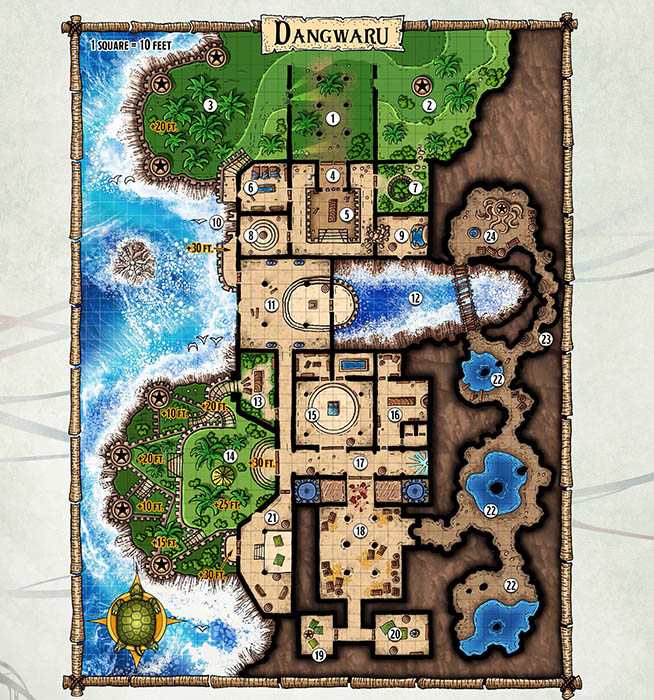 DANGWARU
1 SQUARE = 10 FEET
3
2
1
+20 FT.
4
6
7
5
10
8
9
24
+30 FT.
12
11
23
22
13
+10 FT.
+20 FT.
15
16
14
+20 FT.
+30 FT.
17
22
+10 FT.
+25 FT.
21
18
+15 FT.
+30 FT.
22
19
20